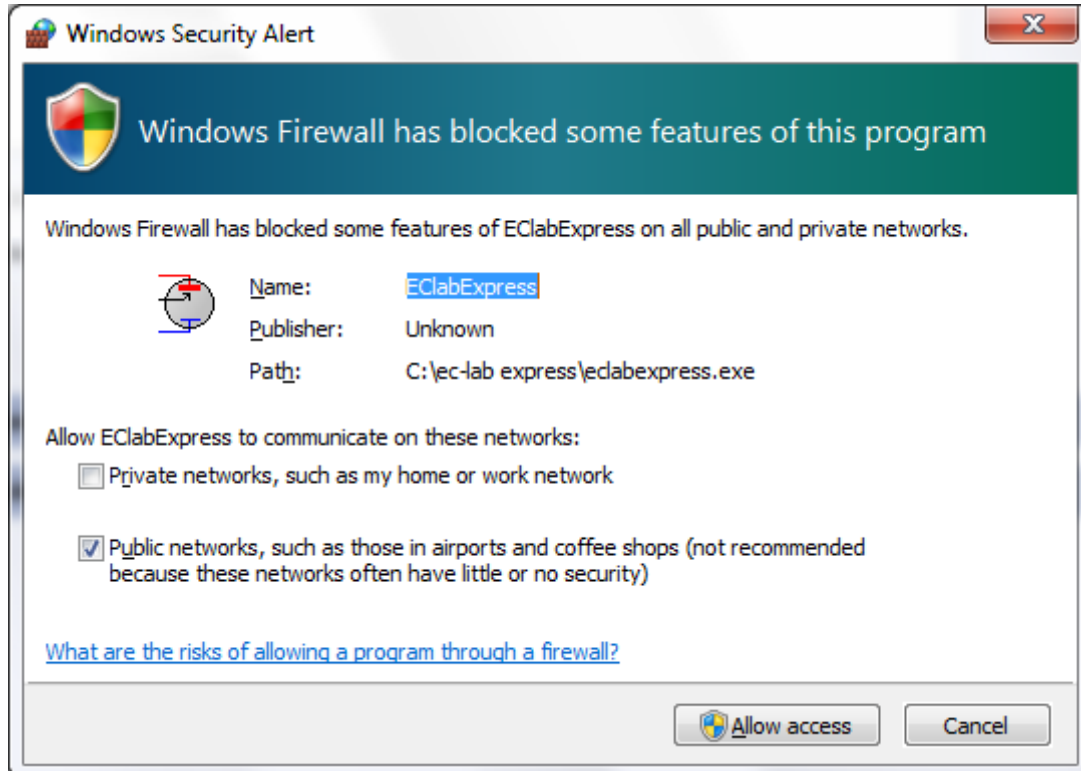 Windows Security Alert
Windows Firewall has blocked some features of this program
Windows Firewall has blocked some features of EClabExpress on all public and private networks.
Name: EClabExpress
Publisher: Unknown
Path: C:\ec-lab express\eclabexpress.exe
Allow EClabExpress to communicate on these networks:
Private networks, such as my home or work network
Public networks, such as those in airports and coffee shops (not recommended
because these networks often have little or no security)
What are the risks of allowing a program through a firewall?
Allow access Cancel